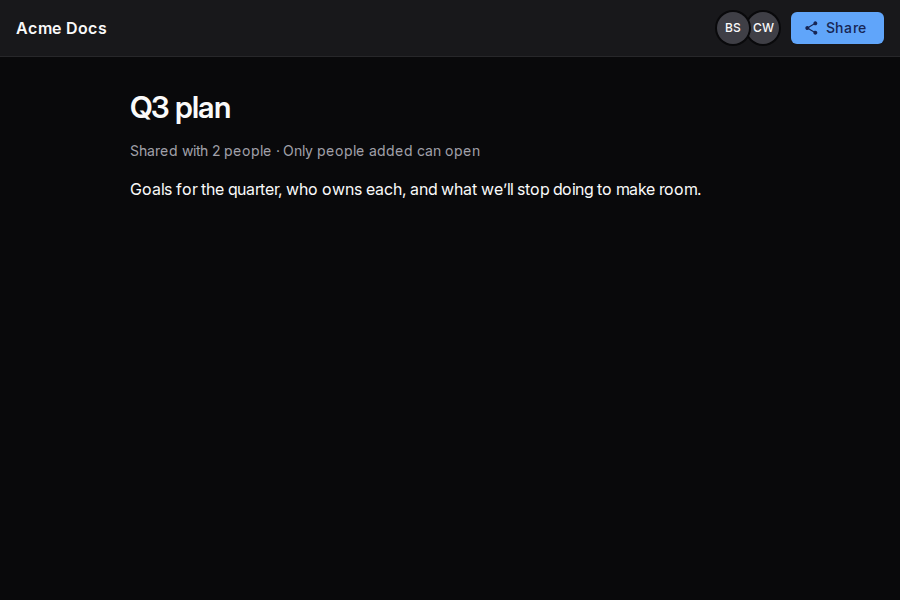 Acme Docs
BS
CW
Share
Q3 plan
Shared with 2 people · Only people added can open
Goals for the quarter, who owns each, and what we’ll stop doing to make room.